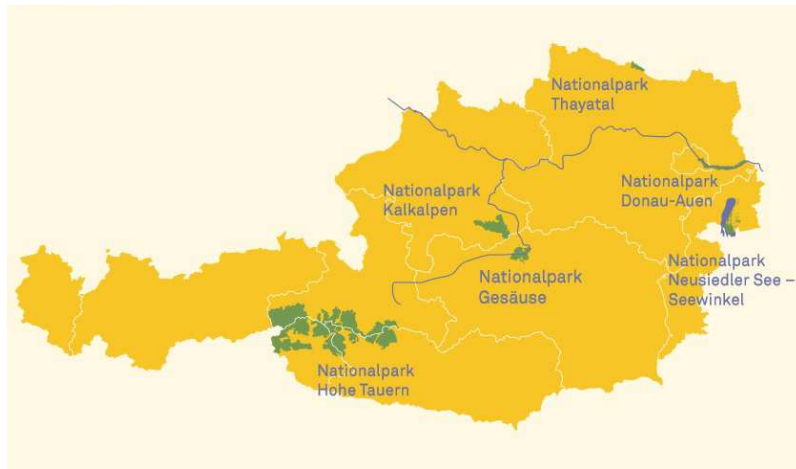 Nationalpark
Thayatal
Nationalpark
Donau-Auen
Nationalpark
Kalkalpen
Nationalpark
Neusiedler See –
Seewinkel
Nationalpark
Gesäuse
Nationalpark
Hohe Tauern